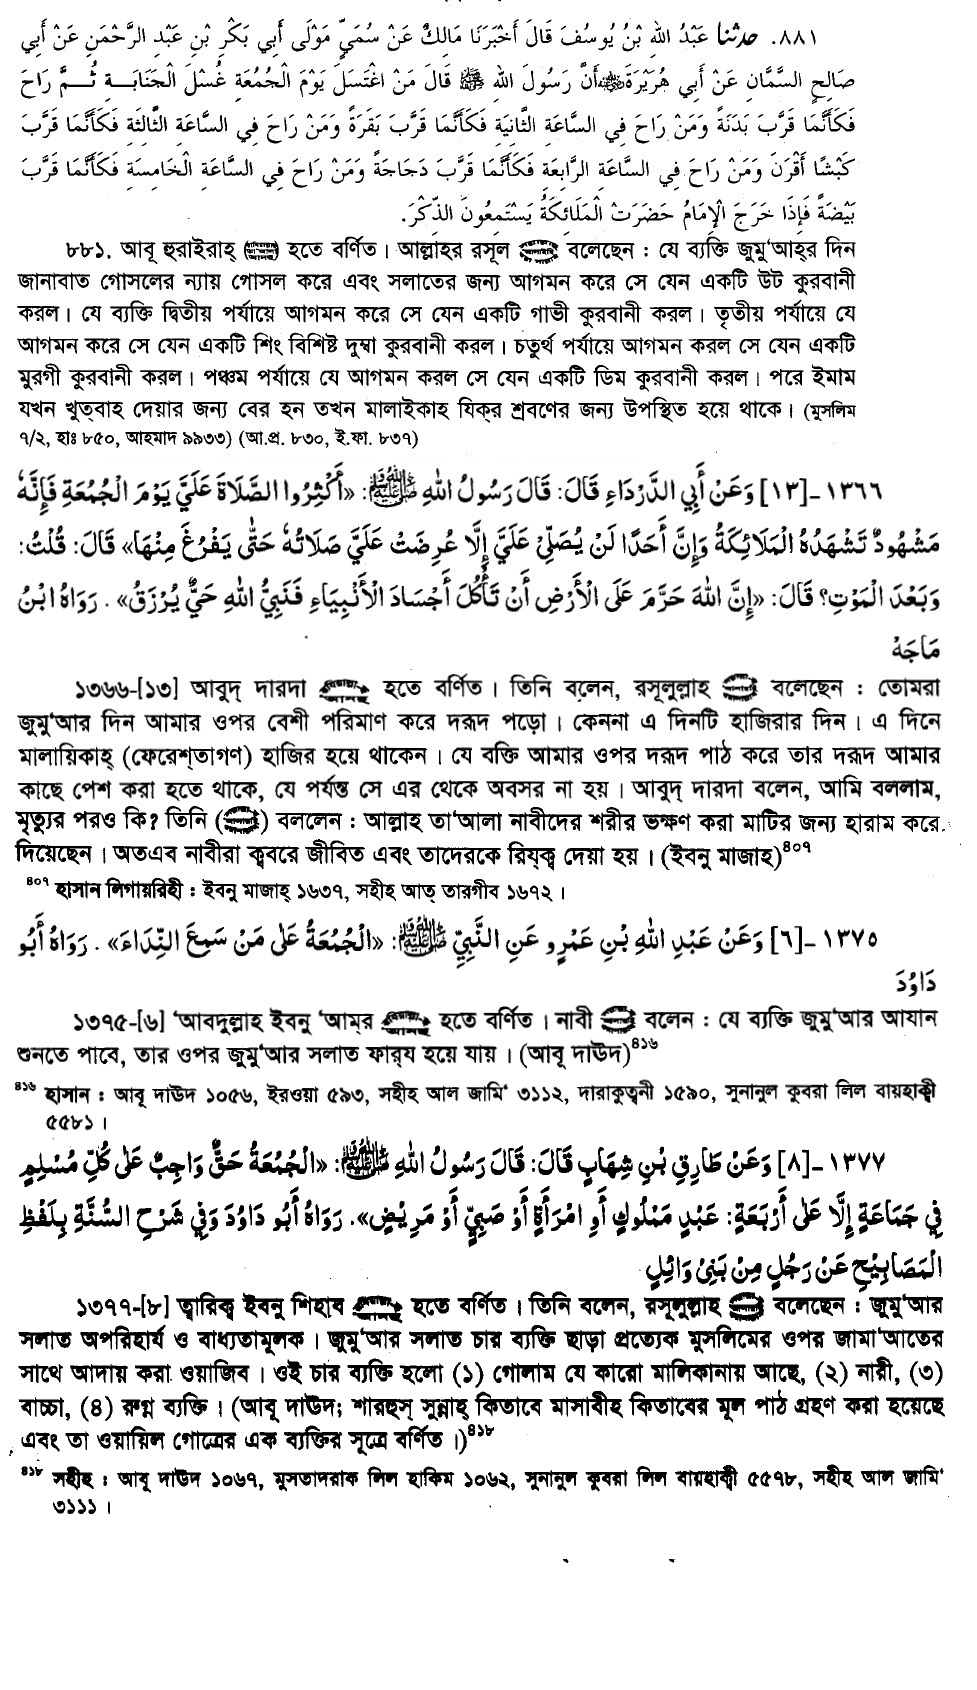 ٨٨١. حدثنا عَبْدُ اللهِ بْنُ يُوسُفَ قَالَ أَخْبَرَنَا مَالِكٌ عَنْ سُمَيٍّ مَوْلَى أَبِي بَكْرِ بْنِ عَبْدِ الرَّحْمَنِ عَنْ أَبِي
صَالِحٍ السَّمَّانِ عَنْ أَبِي هُرَيْرَةَ أَنَّ رَسُولَ اللهِ ﷺ قَالَ مَنْ اغْتَسَلَ يَوْمَ الْجُمُعَةِ غُسْلَ الْجَنَابَةِ ثُمَّ رَاحَ
فَكَأَنَّمَا قَرَّبَ بَدَنَةً وَمَنْ رَاحَ فِي السَّاعَةِ الثَّانِيَةِ فَكَأَنَّمَا قَرَّبَ بَقَرَةً وَمَنْ رَاحَ فِي السَّاعَةِ الثَّالِثَةِ فَكَأَنَّمَا قَرَّبَ
كَبْشًا أَقْرَنَ وَمَنْ رَاحَ فِي السَّاعَةِ الرَّابِعَةِ فَكَأَنَّمَا قَرَّبَ دَجَاجَةً وَمَنْ رَاحَ فِي السَّاعَةِ الْخَامِسَةِ فَكَأَنَّمَا قَرَّبَ
بَيْضَةً فَإِذَا خَرَجَ الْإِمَامُ حَضَرَتْ الْمَلَائِكَةُ يَسْتَمِعُونَ الذِّكْرَ.
৮৮১. আবূ হুরাইরাহ্ হতে বর্ণিত। আল্লাহর রসূল বলেছেন : যে ব্যক্তি জুমু‘আহ্‌র দিন
জানাবাত গোসলের ন্যায় গোসল করে এবং সলাতের জন্য আগমন করে সে যেন একটি উট কুরবানী
করল। যে ব্যক্তি দ্বিতীয় পর্যায়ে আগমন করে সে যেন একটি গাভী কুরবানী করল। তৃতীয় পর্যায়ে যে
আগমন করে সে যেন একটি শিং বিশিষ্ট দুম্বা কুরবানী করল। চতুর্থ পর্যায়ে আগমন করল সে যেন একটি
মুরগী কুরবানী করল। পঞ্চম পর্যায়ে যে আগমন করল সে যেন একটি ডিম কুরবানী করল। পরে ইমাম
যখন খুত্‌বাহ দেয়ার জন্য বের হন তখন মালাইকাহ যিক্‌র শ্রবণের জন্য উপস্থিত হয়ে থাকে। (মুসলিম
৭/২, হাঃ ৮৫০, আহমাদ ৯৯৩৩) (আ.প্র. ৮৩০, ই.ফা. ৮৩৭)
١٣٦٦ -[١٣] وَعَنْ أَبِي الدَّرْدَاءِ قَالَ: قَالَ رَسُولُ اللهِ ﷺ: «أَكْثِرُوا الصَّلَاةَ عَلَيَّ يَوْمَ الْجُمُعَةِ فَإِنَّهُ
مَشْهُودٌ تَشْهَدُهُ الْمَلَائِكَةُ وَإِنَّ أَحَدًا لَنْ يُصَلِّيَ عَلَيَّ إِلَّا عُرِضَتْ عَلَيَّ صَلَاتُهُ حَتَّى يَفْرُغَ مِنْهَا» قَالَ: قُلْتُ:
وَبَعْدَ الْمَوْتِ؟ قَالَ: «إِنَّ اللهَ حَرَّمَ عَلَى الْأَرْضِ أَنْ تَأْكُلَ أَجْسَادَ الْأَنْبِيَاءِ فَنَبِيُّ اللهِ حَيٌّ يُرْزَقُ» . رَوَاهُ ابْنُ
مَاجَهْ
১৩৬৬-[১৩] আবুদ্ দারদা হতে বর্ণিত। তিনি বলেন, রসূলুল্লাহ বলেছেন : তোমরা
জুমু‘আর দিন আমার ওপর বেশী পরিমাণ করে দরূদ পড়ো। কেননা এ দিনটি হাজিরার দিন। এ দিনে
মালায়িকাহ্ (ফেরেশ্‌তাগণ) হাজির হয়ে থাকেন। যে বক্তি আমার ওপর দরূদ পাঠ করে তার দরূদ আমার
কাছে পেশ করা হতে থাকে, যে পর্যন্ত সে এর থেকে অবসর না হয়। আবুদ্ দারদা বলেন, আমি বললাম,
মৃত্যুর পরও কি? তিনি () বললেন : আল্লাহ তা‘আলা নাবীদের শরীর ভক্ষণ করা মাটির জন্য হারাম করে
দিয়েছেন। অতএব নাবীরা ক্ববরে জীবিত এবং তাদেরকে রিয্‌ক্ব দেয়া হয়। (ইবনু মাজাহ)৪০৭
৪০৭ হাসান লিগায়রিহী : ইবনু মাজাহ্ ১৬৩৭, সহীহ আত্ তারগীব ১৬৭২।
١٣٧٥ -[٦] وَعَنْ عَبْدِ اللهِ بْنِ عَمْرٍو عَنِ النَّبِيِّ ﷺ: «الْجُمُعَةُ عَلَى مَنْ سَمِعَ النِّدَاءَ» . رَوَاهُ أَبُو
دَاوُدَ
১৩৭৫-[৬] ‘আবদুল্লাহ ইবনু ‘আম্‌র হতে বর্ণিত। নাবী বলেন : যে ব্যক্তি জুমু‘আর আযান
শুনতে পাবে, তার ওপর জুমু‘আর সলাত ফার্‌য হয়ে যায়। (আবূ দাউদ)৪১৬
৪১৬ হাসান : আবূ দাউদ ১০৫৬, ইরওয়া ৫৯৩, সহীহ আল জামি‘ ৩১১২, দারাকুত্বনী ১৫৯০, সুনানুল কুবরা লিল বায়হাক্বী
৫৫৮১।
١٣٧٧ -[٨] وَعَنْ طَارِقِ بْنِ شِهَابٍ قَالَ: قَالَ رَسُولُ اللهِ ﷺ: «الْجُمُعَةُ حَقٌّ وَاجِبٌ عَلَى كُلِّ مُسْلِمٍ
فِي جَمَاعَةٍ إِلَّا عَلَى أَرْبَعَةٍ: عَبْدٍ مَمْلُوكٍ أَوِ امْرَأَةٍ أَوْ صَبِيٍّ أَوْ مَرِيْضٍ». رَوَاهُ أَبُو دَاوُدَ وَفِي شَرْحِ السُّنَّةِ بِلَفْظِ
الْمَصَابِيْحِ عَنْ رَجُلٍ مِنْ بَنِيْ وَائِلٍ
১৩৭৭-[৮] ত্বারিক্ব ইবনু শিহাব হতে বর্ণিত। তিনি বলেন, রসূলুল্লাহ বলেছেন : জুমু‘আর
সলাত অপরিহার্য ও বাধ্যতামূলক। জুমু‘আর সলাত চার ব্যক্তি ছাড়া প্রত্যেক মুসলিমের ওপর জামা‘আতের
সাথে আদায় করা ওয়াজিব। ওই চার ব্যক্তি হলো (১) গোলাম যে কারো মালিকানায় আছে, (২) নারী, (৩)
বাচ্চা, (৪) রুগ্ন ব্যক্তি। (আবূ দাউদ; শারহুস্ সুন্নাহ্ কিতাবে মাসাবীহ কিতাবের মূল পাঠ গ্রহণ করা হয়েছে
এবং তা ওয়ায়িল গোত্রের এক ব্যক্তির সূত্রে বর্ণিত।)৪১৮
৪১৮ সহীহ : আবূ দাউদ ১০৬৭, মুসতাদরাক লিল হাকিম ১০৬২, সুনানুল কুবরা লিল বায়হাক্বী ৫৫৭৮, সহীহ আল জামি‘
৩১১১।